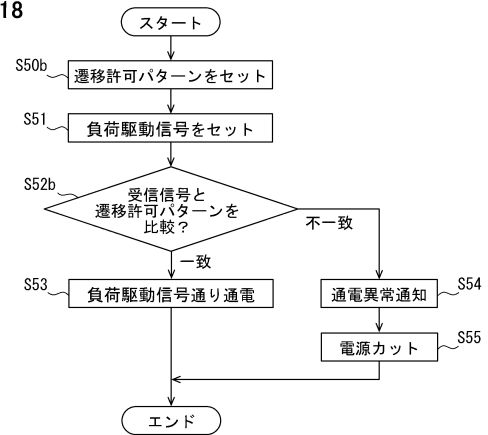 18
スタート
S50b
遷移許可パターンをセット
S51
負荷駆動信号をセット
S52b
受信信号と
遷移許可パターンを
比較？
不一致
一致
S53
負荷駆動信号通り通電
通電異常通知
S54
電源カット
S55
エンド